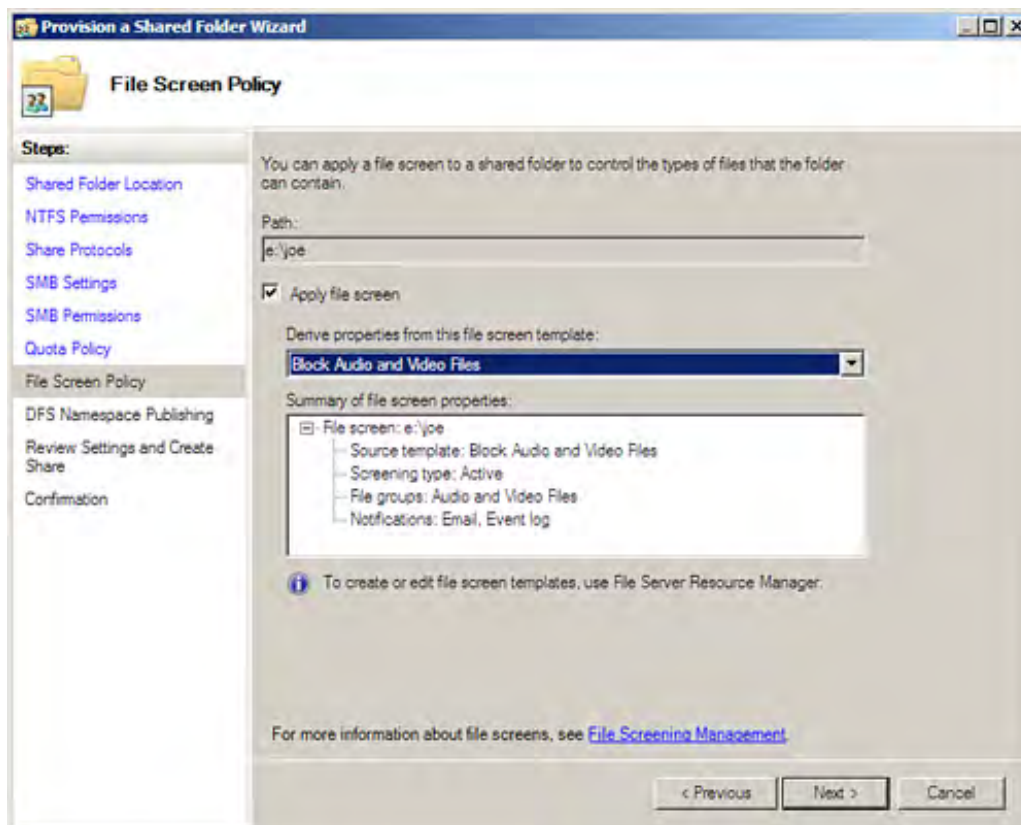 Provision a Shared Folder Wizard
File Screen Policy
Steps:
Shared Folder Location
NTFS Permissions
Share Protocols
SMB Settings
SMB Permissions
Quota Policy
File Screen Policy
DFS Namespace Publishing
Review Settings and Create
Share
Confirmation
You can apply a file screen to a shared folder to control the types of files that the folder
can contain.
Path:
e:\joe
Apply file screen
Derive properties from this file screen template:
Block Audio and Video Files
Summary of file screen properties:
File screen: e:\joe
Source template: Block Audio and Video Files
Screening type: Active
File groups: Audio and Video Files
Notifications: Email, Event log
To create or edit file screen templates, use File Server Resource Manager.
For more information about file screens, see File Screening Management.
< Previous
Next >
Cancel